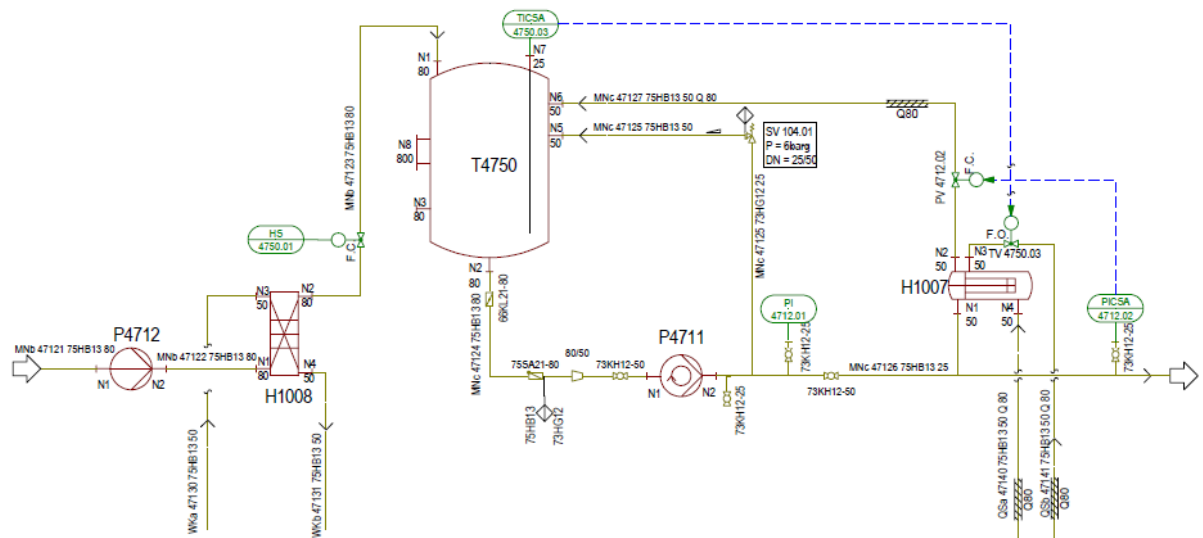 TICSA
4750.03
N7
25
N1
80
N6
50
MNc 47127 75HB13 50 Q 80
Q80
N5
50
MNc 47125 75HB13 50
SV 104.01
P = 6barg
DN = 25/50
MNb 47123 75HB13 80
N8
800
T4750
PV 4712.02
F.C.
N3
80
HS
4750.01
F.C.
MNc 47125 73HG12 25
F.O.
TV 4750.03
N2
50
N3
50
N2
80
66KL21-80
H1007
N3
50
N2
80
N1
50
N4
50
PI
4712.01
PICSA
4712.02
P4712
MNb 47121 75HB13 80
N1
N2
MNb 47122 75HB13 80
N1
80
N4
50
H1008
MNc 47124 75HB13 80
75SA21-80
80/50
73KH12-50
P4711
N1
N2
73KH12-25
73KH12-25
73KH12-50
MNc 47126 75HB13 25
73KH12-25
75HB13
73HG12
WKa 47130 75HB13 50
WKb 47131 75HB13 50
QSa 47140 75HB13 50 Q 80
Q80
QSb 47141 75HB13 50 Q 80
Q80